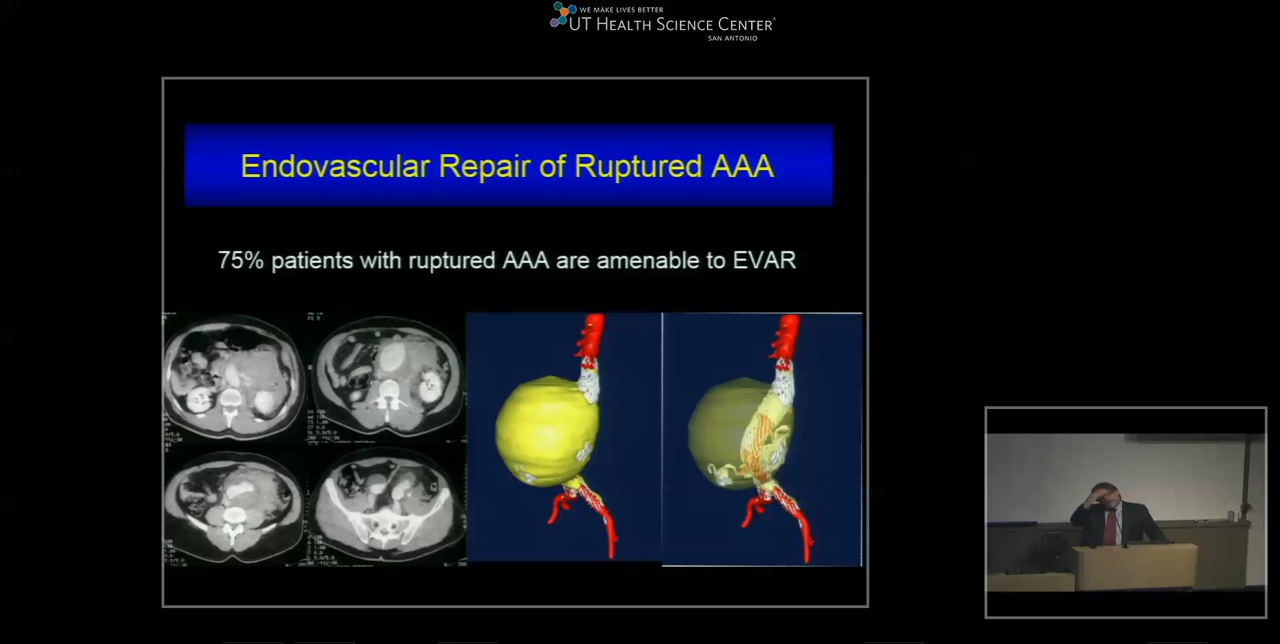 WE MAKE LIVES BETTER
UT HEALTH SCIENCE CENTER®
SAN ANTONIO
Endovascular Repair of Ruptured AAA
75% patients with ruptured AAA are amenable to EVAR